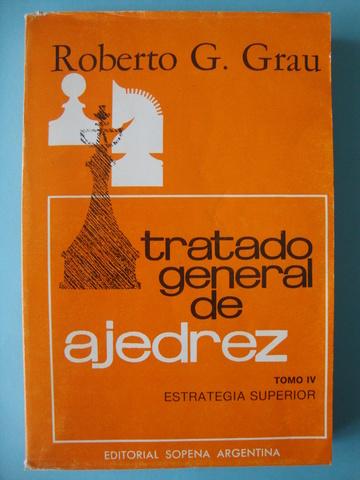 Roberto G. Grau
tratado
general
de
ajedrez
TOMO IV
ESTRATEGIA SUPERIOR
EDITORIAL SOPENA ARGENTINA